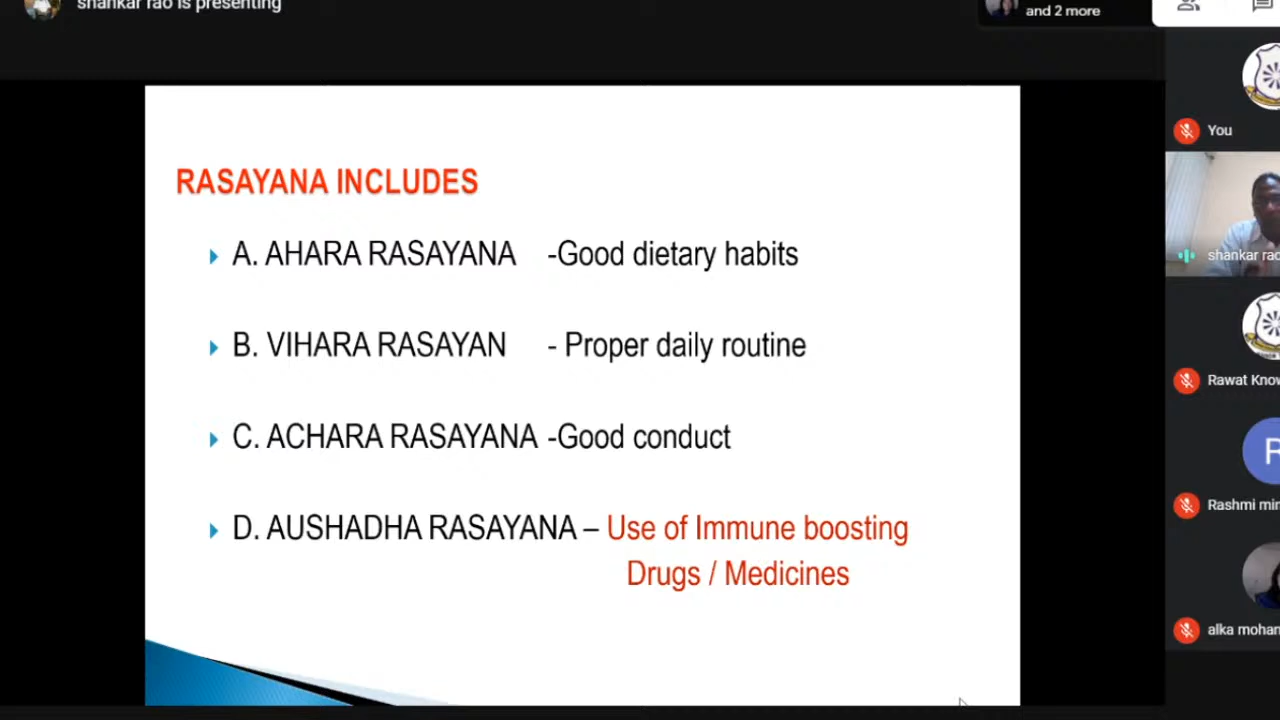 shankar rao is presenting
and 2 more
RASAYANA INCLUDES
A. AHARA RASAYANA -Good dietary habits
B. VIHARA RASAYAN - Proper daily routine
C. ACHARA RASAYANA -Good conduct
D. AUSHADHA RASAYANA – Use of Immune boosting
Drugs / Medicines
You
shankar rao
Rawat Know
R
Rashmi
alka mohan